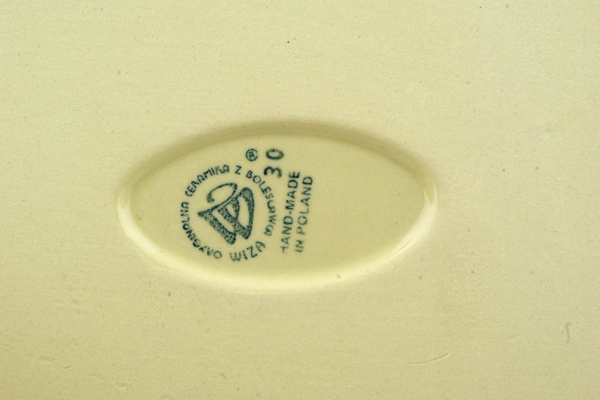 ORYGINALNA CERAMIKA Z BOLESŁAWCA
WIZA
®
30
HAND-MADE
IN POLAND